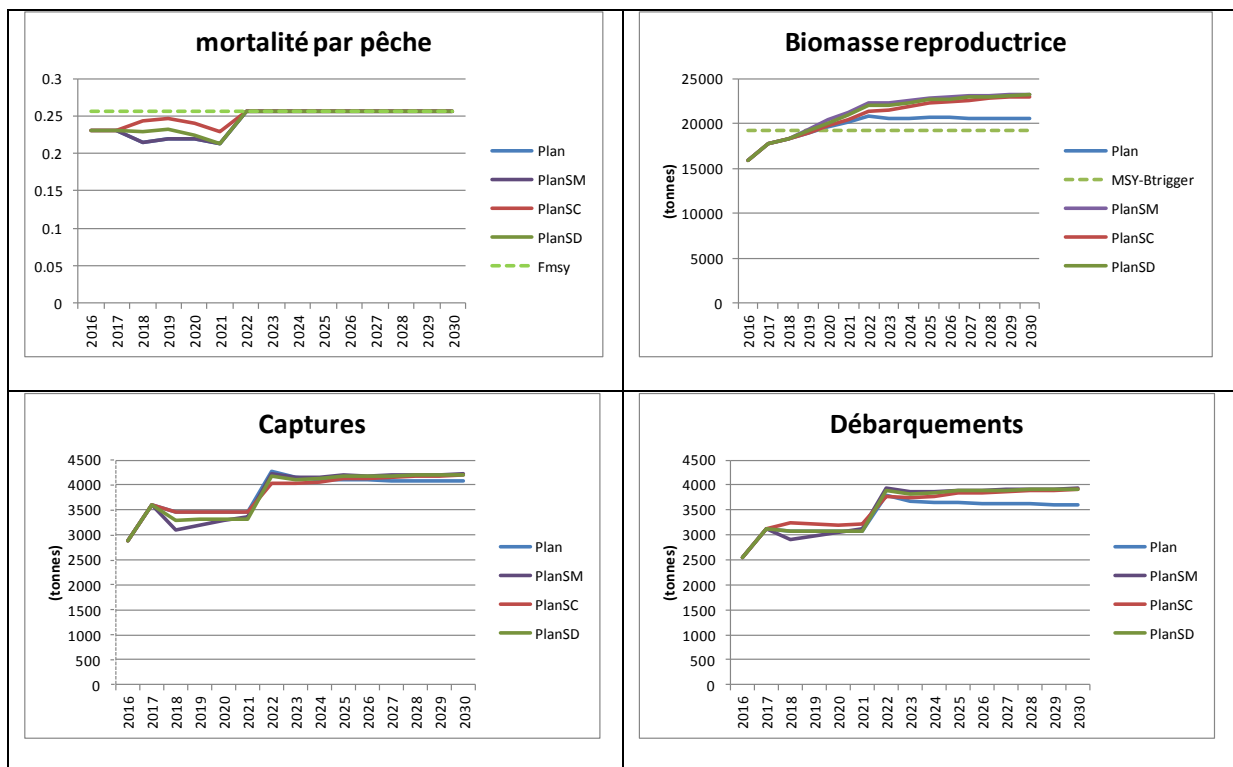 mortalité par pêche
0.3
0.25
0.2
0.15
0.1
0.05
0
2016 2017 2018 2019 2020 2021 2022 2023 2024 2025 2026 2027 2028 2029 2030
Plan
PlanSM
PlanSC
PlanSD
Fmsy
Biomasse reproductrice
(tonnes)
25000
20000
15000
10000
5000
0
2016 2017 2018 2019 2020 2021 2022 2023 2024 2025 2026 2027 2028 2029 2030
Plan
MSY-Btrigger
PlanSM
PlanSC
PlanSD
Captures
(tonnes)
4500
4000
3500
3000
2500
2000
1500
1000
500
0
2016 2017 2018 2019 2020 2021 2022 2023 2024 2025 2026 2027 2028 2029 2030
Plan
PlanSM
PlanSC
PlanSD
Débarquements
(tonnes)
4500
4000
3500
3000
2500
2000
1500
1000
500
0
2016 2017 2018 2019 2020 2021 2022 2023 2024 2025 2026 2027 2028 2029 2030
Plan
PlanSM
PlanSC
PlanSD